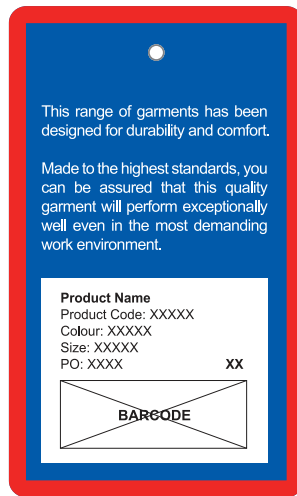 This range of garments has been
designed for durability and comfort.
Made to the highest standards, you
can be assured that this quality
garment will perform exceptionally
well even in the most demanding
work environment.
Product Name
Product Code: XXXXX
Colour: XXXXX
Size: XXXXX
PO: XXXX XX
BARCODE